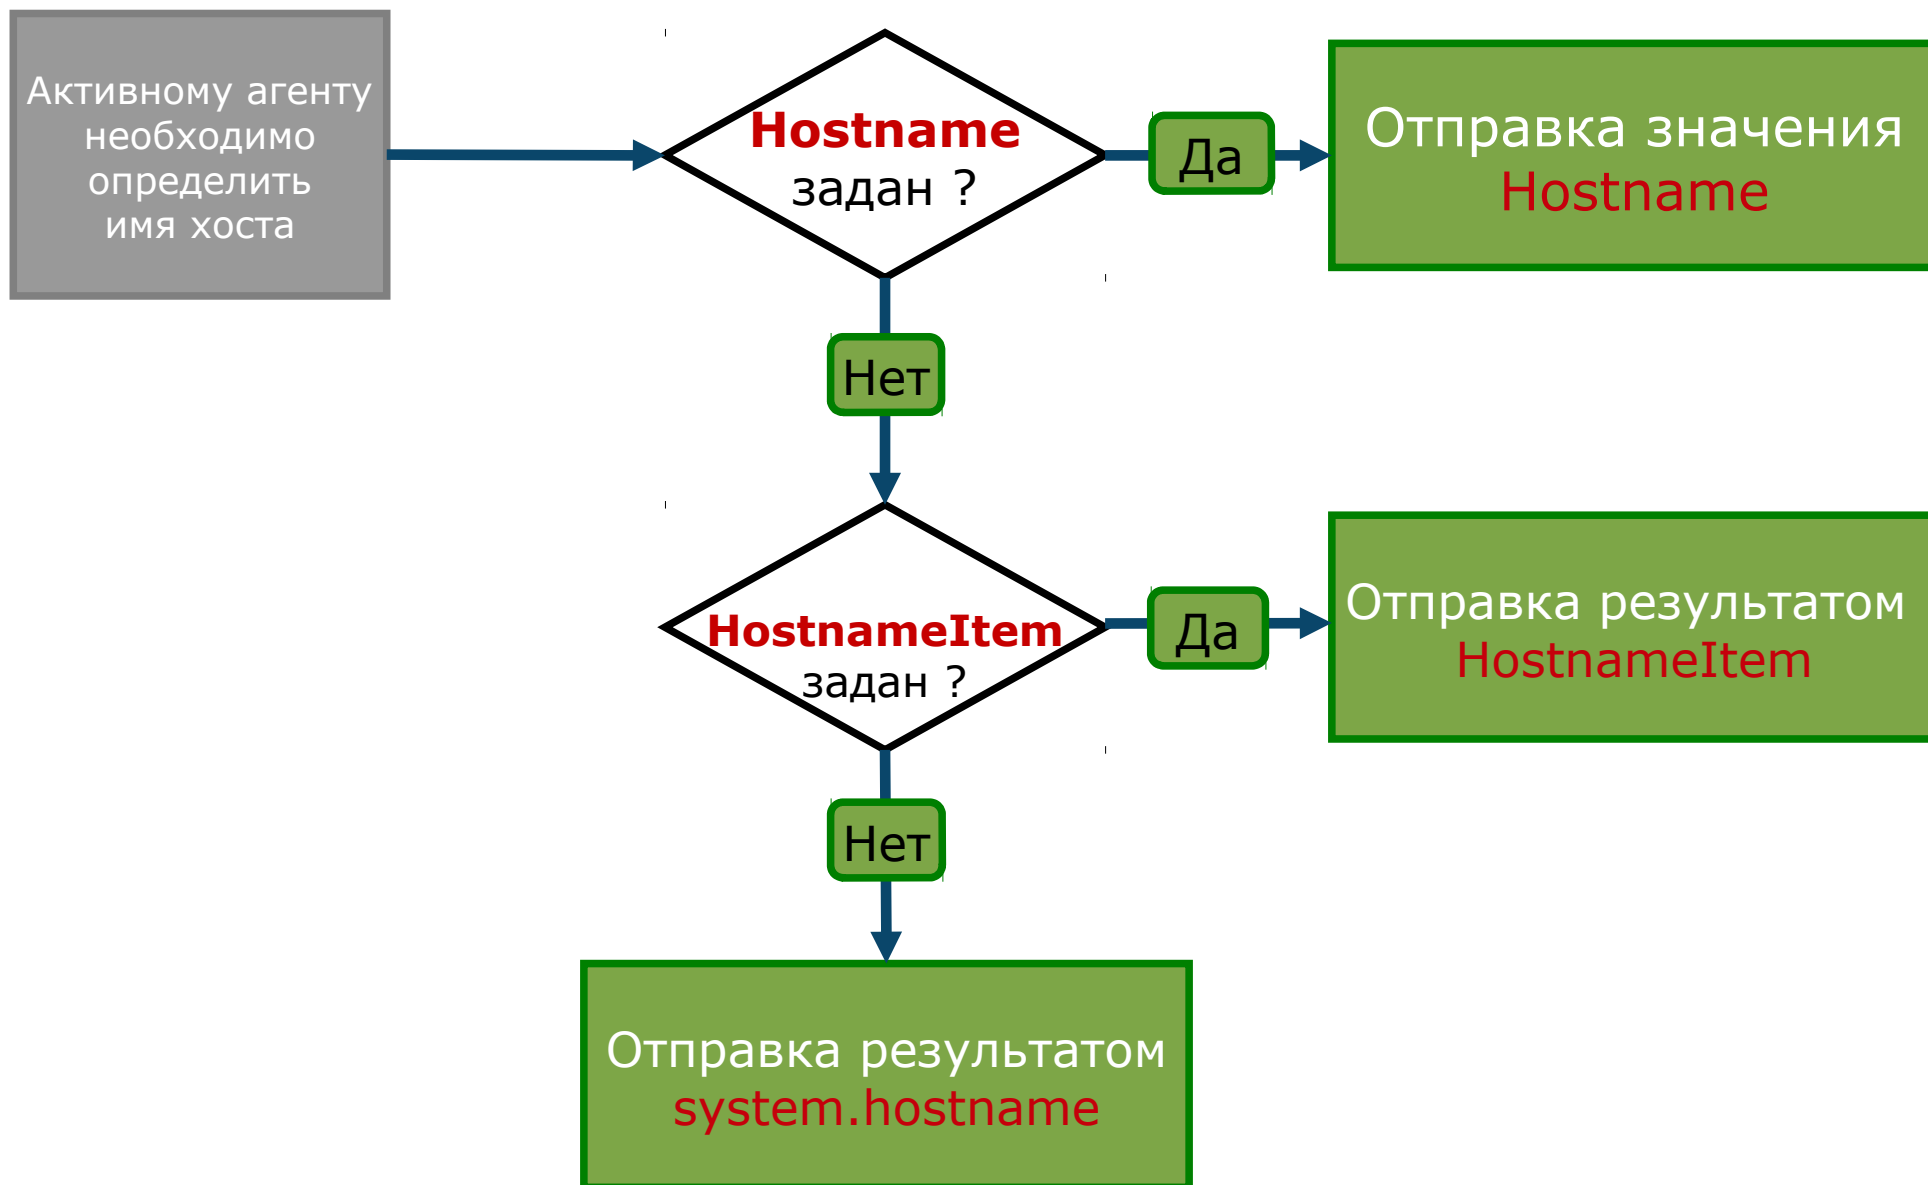 Активному агенту
необходимо
определить
имя хоста
Hostname
задан ?
Да
Отправка значения
Hostname
Нет
HostnameItem
задан ?
Да
Отправка результатом
HostnameItem
Нет
Отправка результатом
system.hostname